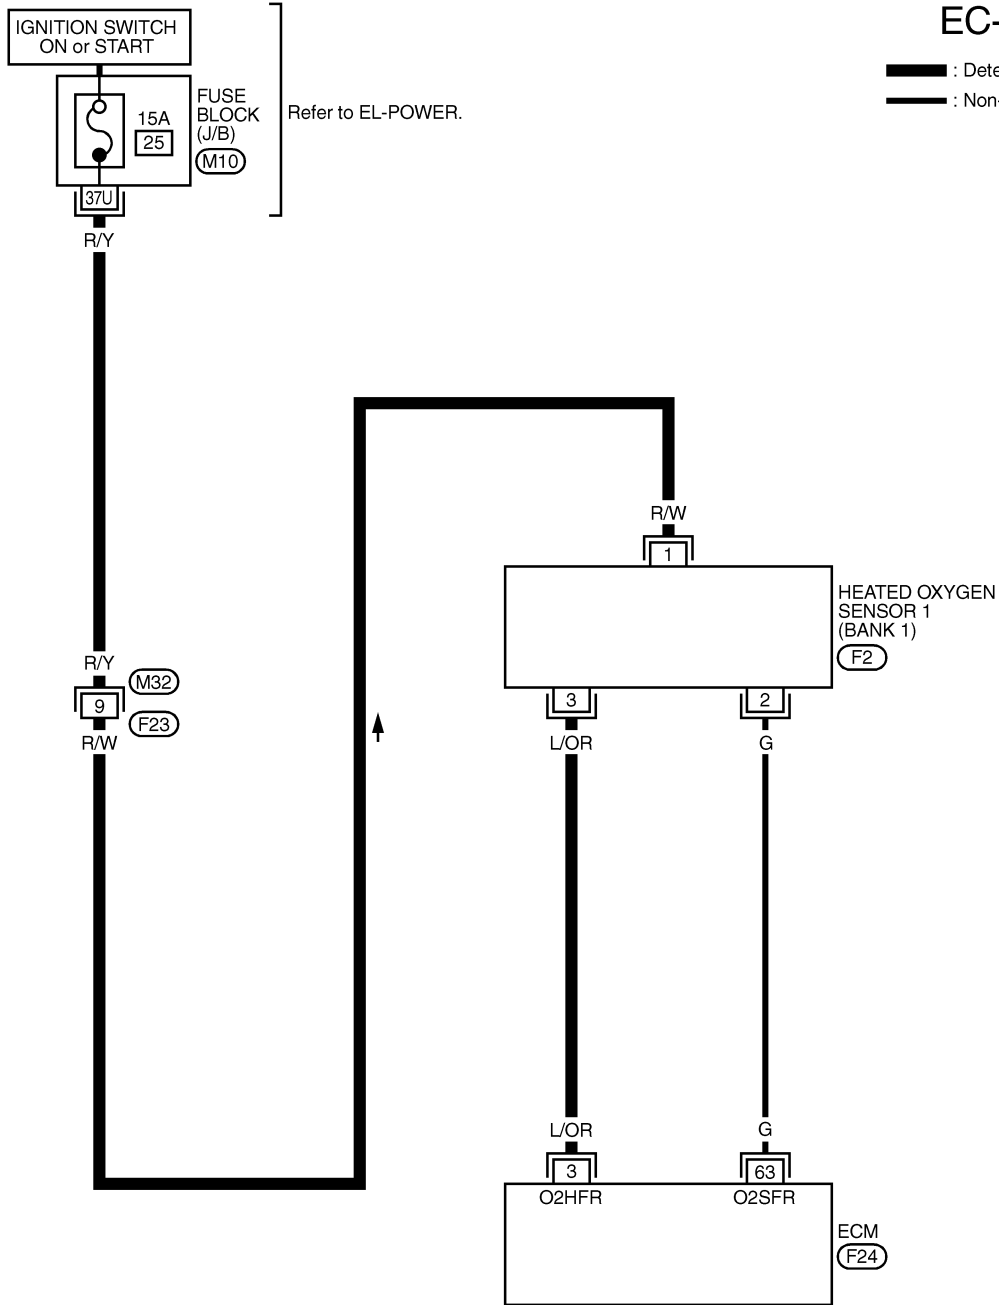 IGNITION SWITCH
ON or START
EC-
: Dete
: Non-
15A
25
FUSE
BLOCK
(J/B)
M10
Refer to EL-POWER.
37U
R/Y
R/W
1
HEATED OXYGEN
SENSOR 1
(BANK 1)
F2
R/Y
M32
9
F23
R/W
3
2
L/OR
G
L/OR
G
3
63
O2HFR
O2SFR
ECM
F24